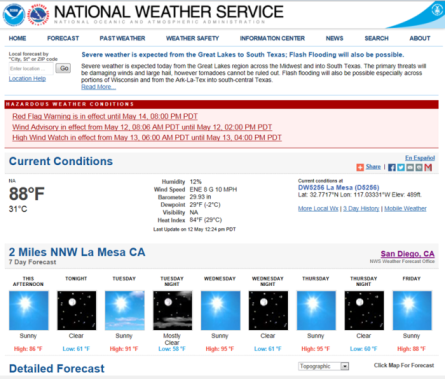 NATIONAL WEATHER SERVICE
NATIONAL OCEANIC AND ATMOSPHERIC ADMINISTRATION
HOME FORECAST PAST WEATHER WEATHER SAFETY INFORMATION CENTER NEWS SEARCH ABOUT
Local forecast by
"City, St" or ZIP code
Enter location ... Go
Location Help
Severe weather is expected from the Great Lakes to South Texas; Flash Flooding will also be possible.
Severe weather is expected today from the Great Lakes region across the Midwest and into South Texas. The primary threats will
be damaging winds and large hail, however tornadoes cannot be ruled out. Flash flooding will also be possible especially across
portions of Wisconsin and from the Ark-La-Tex into south-central Texas.
Read More...
HAZARDOUS WEATHER CONDITIONS
Red Flag Warning is in effect until May 14, 08:00 PM PDT
Wind Advisory in effect from May 12, 08:06 AM PDT until May 12, 02:00 PM PDT
High Wind Watch in effect from May 13, 06:00 AM PDT until May 13, 04:00 PM PDT
Current Conditions
En Español
Share
NA
88°F
31°C
Humidity 12%
Wind Speed ENE 6 G 10 MPH
Barometer 29.93 in
Dewpoint 29°F (-2°C)
Visibility NA
Heat Index 84°F (29°C)
Last Update on 12 May 12:24 pm PDT
Current conditions at
DW5256 La Mesa (D5256)
Lat: 32.7717°N Lon: 117.03331°W Elev: 489ft.
More Local Wx | 3 Day History | Mobile Weather
2 Miles NNW La Mesa CA
7 Day Forecast
San Diego, CA
NWS Weather Forecast Office
THIS AFTERNOON
Sunny
High: 86 °F
TONIGHT
Clear
Low: 61 °F
TUESDAY
Sunny
High: 91 °F
TUESDAY NIGHT
Mostly Clear
Low: 58 °F
WEDNESDAY
Sunny
High: 95 °F
WEDNESDAY NIGHT
Clear
Low: 61 °F
THURSDAY
Sunny
High: 95 °F
THURSDAY NIGHT
Clear
Low: 60 °F
FRIDAY
Sunny
High: 88 °F
Detailed Forecast
Topographic
Click Map For Forecast